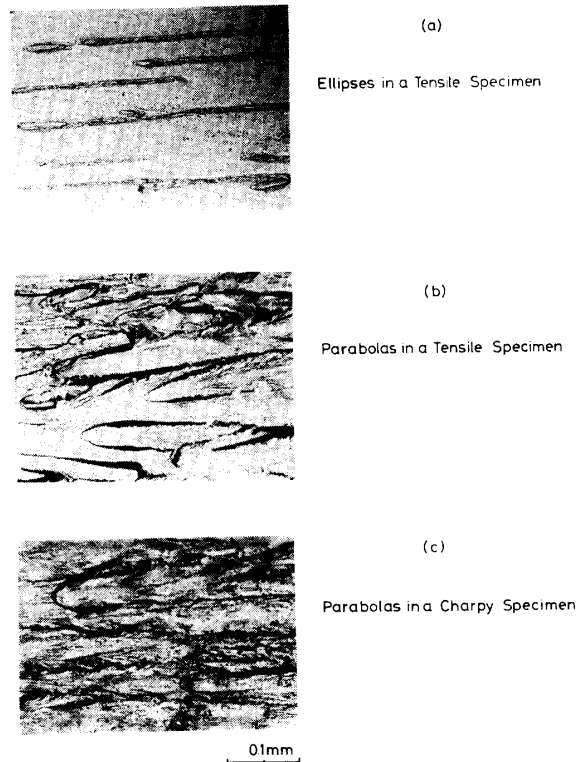 (a)
Ellipses in a Tensile Specimen
(b)
Parabolas in a Tensile Specimen
(c)
Parabolas in a Charpy Specimen
0.1mm